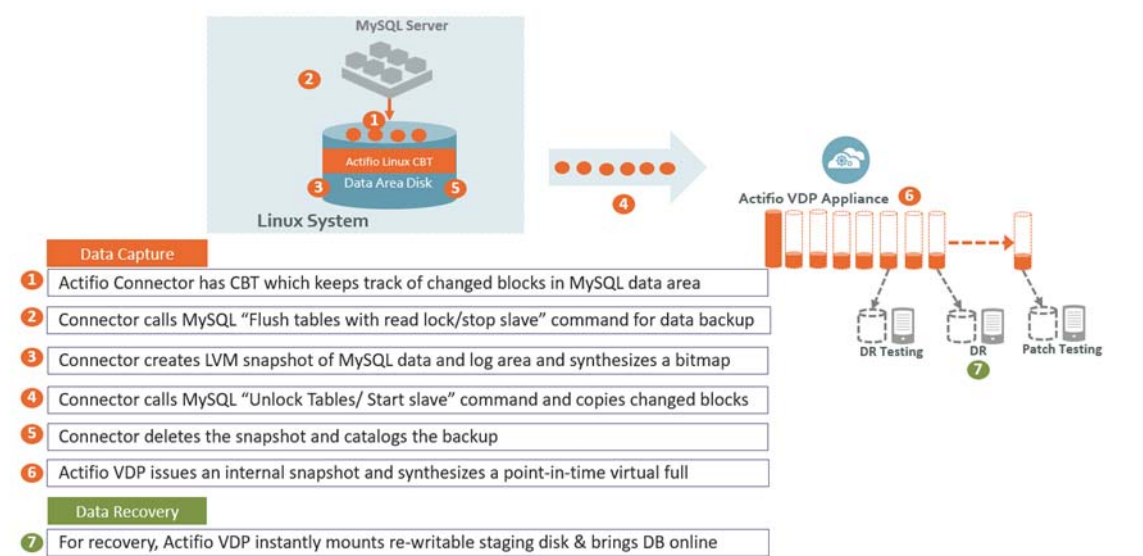 MySQL Server
2
1
Actifio Linux CBT
3
Data Area Disk
5
Linux System
4
Actifio VDP Appliance
6
DR Testing
DR
Patch Testing
7
Data Capture
1
Actifio Connector has CBT which keeps track of changed blocks in MySQL data area
2
Connector calls MySQL “Flush tables with read lock/stop slave” command for data backup
3
Connector creates LVM snapshot of MySQL data and log area and synthesizes a bitmap
4
Connector calls MySQL “Unlock Tables/ Start slave” command and copies changed blocks
5
Connector deletes the snapshot and catalogs the backup
6
Actifio VDP issues an internal snapshot and synthesizes a point-in-time virtual full
Data Recovery
7
For recovery, Actifio VDP instantly mounts re-writable staging disk & brings DB online